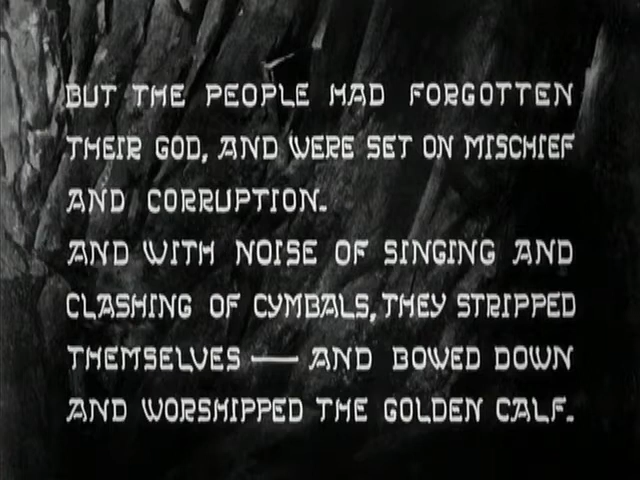 BUT THE PEOPLE HAD FORGOTTEN
THEIR GOD, AND WERE SET ON MISCHIEF
AND CORRUPTION.
AND WITH NOISE OF SINGING AND
CLASHING OF CYMBALS, THEY STRIPPED
THEMSELVES — AND BOWED DOWN
AND WORSHIPPED THE GOLDEN CALF.